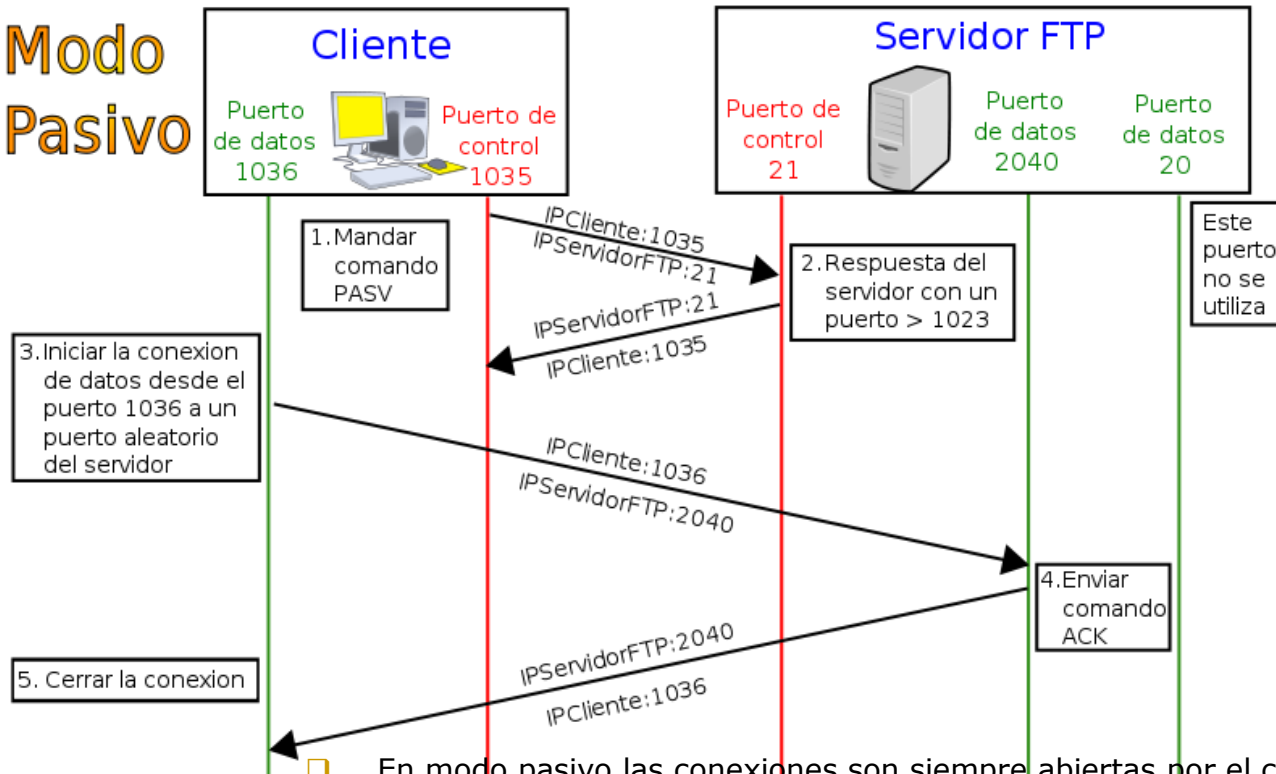 Modo
Pasivo
Cliente
Puerto
de datos
1036
Puerto de
control
1035
Servidor FTP
Puerto de
control
21
Puerto
de datos
2040
Puerto
de datos
20
1.Mandar
comando
PASV
IPCliente:1035
IPServidorFTP:21
2.Respuesta del
servidor con un
puerto > 1023
Este
puerto
no se
utiliza
IPServidorFTP:21
IPCliente:1035
3.Iniciar la conexion
de datos desde el
puerto 1036 a un
puerto aleatorio
del servidor
IPCliente:1036
IPServidorFTP:2040
4.Enviar
comando
ACK
IPServidorFTP:2040
IPCliente:1036
5. Cerrar la conexion
En modo pasivo las conexiones son siempre abiertas por el c